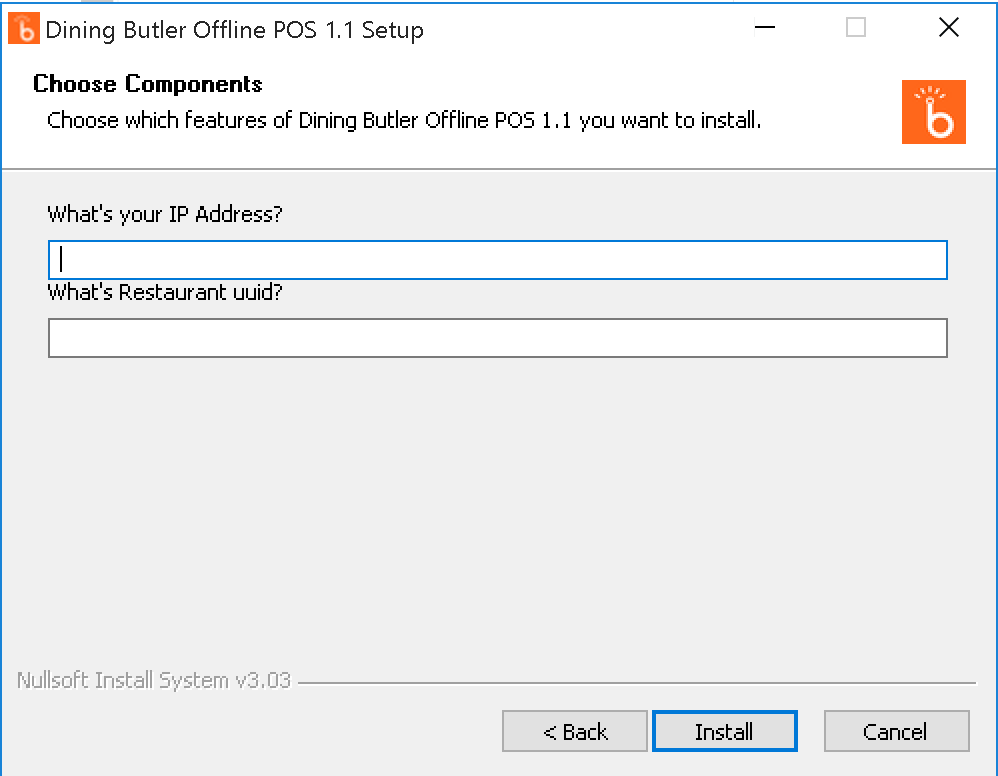 Dining Butler Offline POS 1.1 Setup
Choose Components
Choose which features of Dining Butler Offline POS 1.1 you want to install.
What's your IP Address?
What's Restaurant uuid?
Nullsoft Install System v3.03
< Back
Install
Cancel